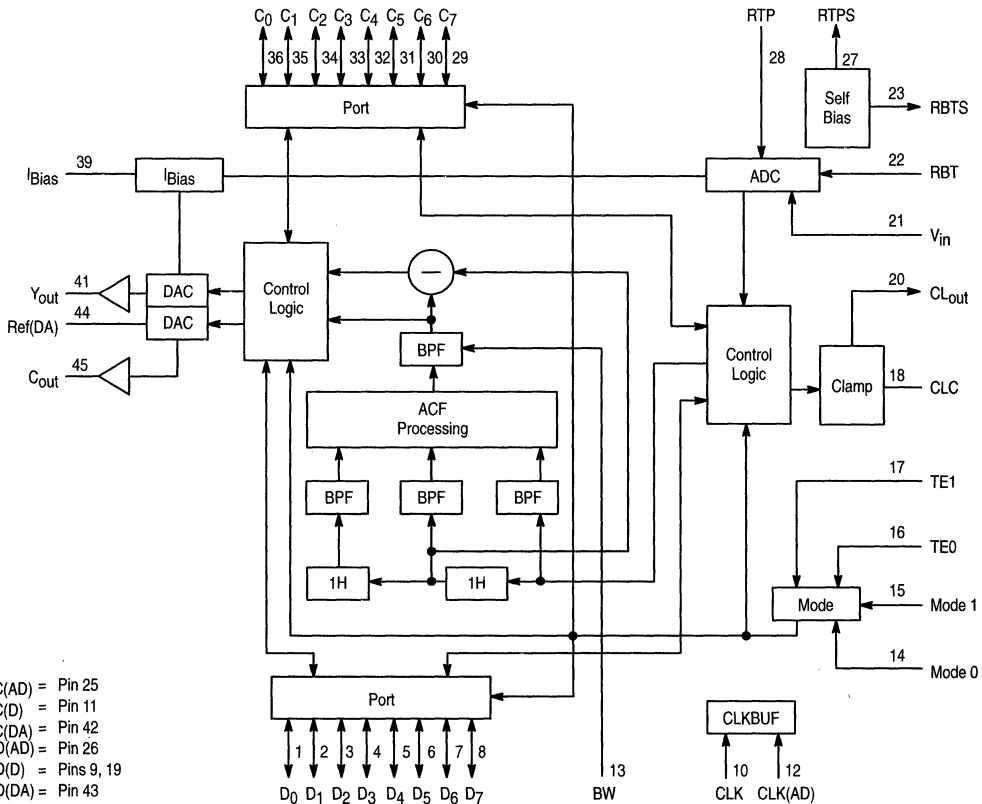 C0 C1 C2 C3 C4 C5 C6 C7
RTP
RTPS
36 35 34 33 32 31 30 29
28
27
Port
Self
Bias
23
RBTS
IBias
39
IBias
ADC
22
RBT
21
Vin
Control
Logic
—
Yout
41
DAC
20
CLout
Ref(DA)
44
DAC
BPF
Control
Logic
Clamp
18
CLC
Cout
45
ACF
Processing
17
TE1
BPF
BPF
BPF
16
TE0
1H
1H
Mode
15
Mode 1
14
Mode 0
C(AD) = Pin 25
C(D) = Pin 11
C(DA) = Pin 42
D(AD) = Pin 26
D(D) = Pins 9, 19
D(DA) = Pin 43
Port
CLKBUF
1 2 3 4 5 6 7 8
13
10
12
D0 D1 D2 D3 D4 D5 D6 D7
BW
CLK
CLK(AD)